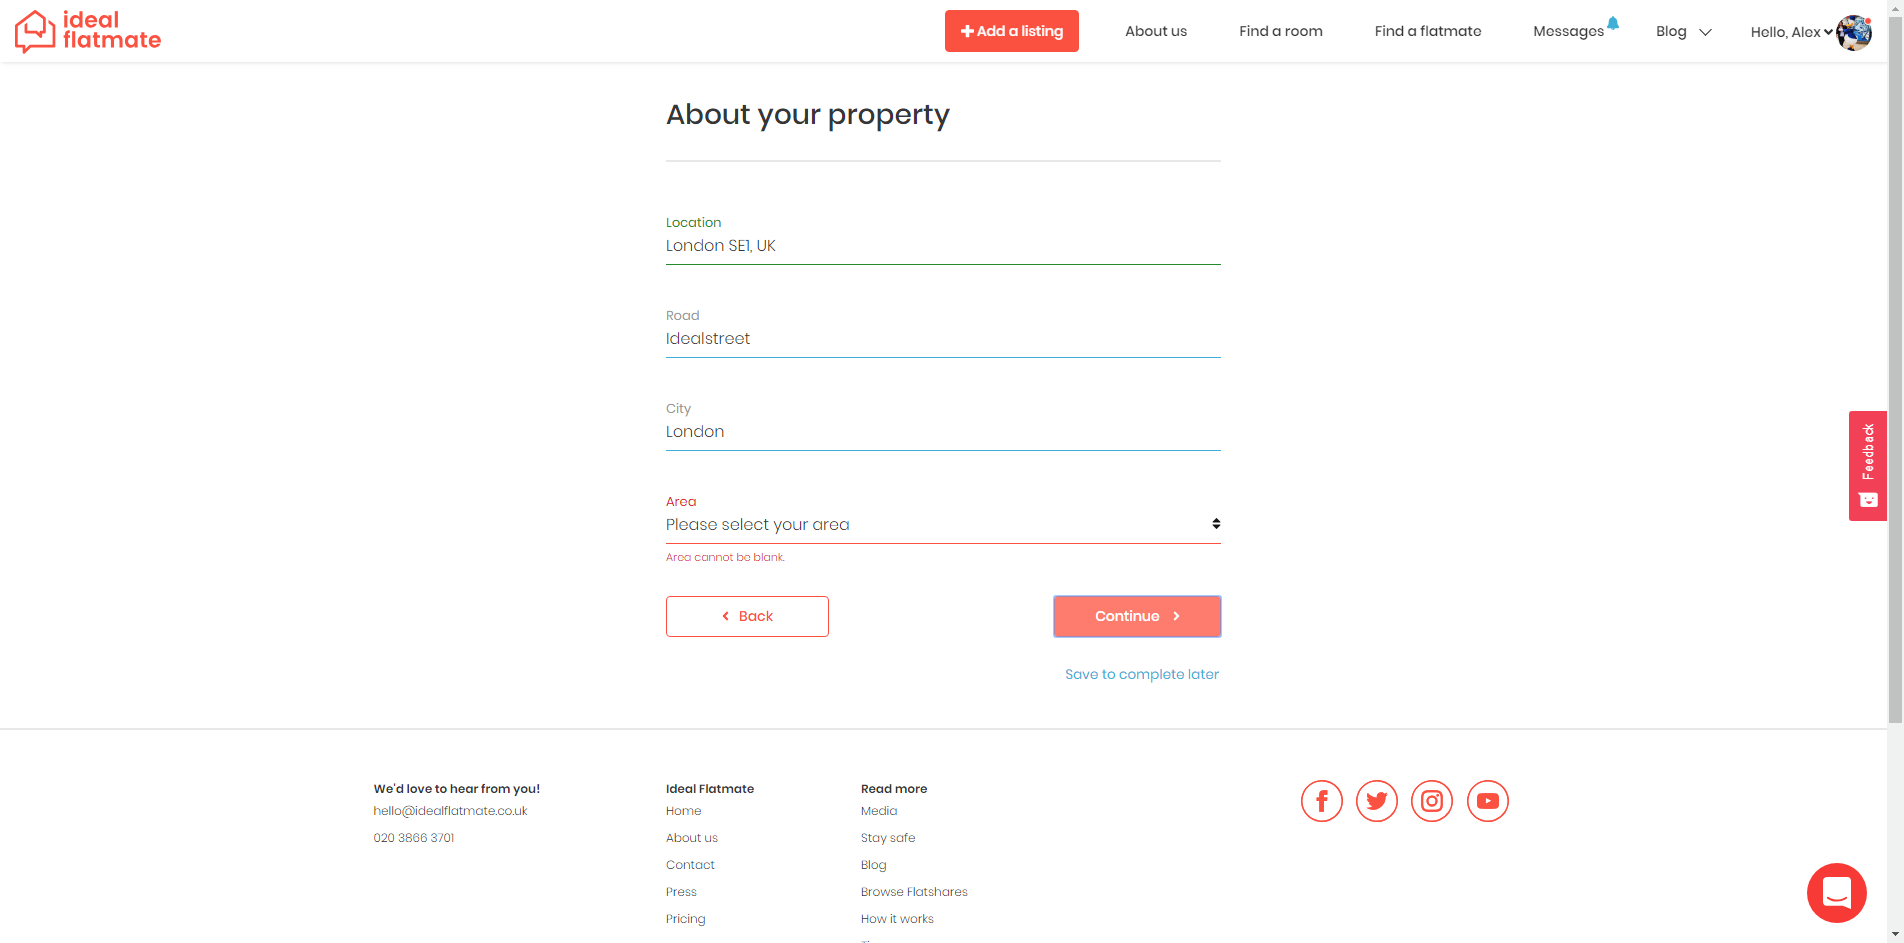 ideal
flatmate
Add a listing
About us
Find a room
Find a flatmate
Messages
Blog
Hello, Alex
About your property
Location
London SE1, UK
Road
Idealstreet
City
London
Area
Please select your area
Area cannot be blank.
Back
Continue
Save to complete later
Feedback
We'd love to hear from you!
hello@idealflatmate.co.uk
020 3866 3701
Ideal Flatmate
Home
About us
Contact
Press
Pricing
Read more
Media
Stay safe
Blog
Browse Flatshares
How it works